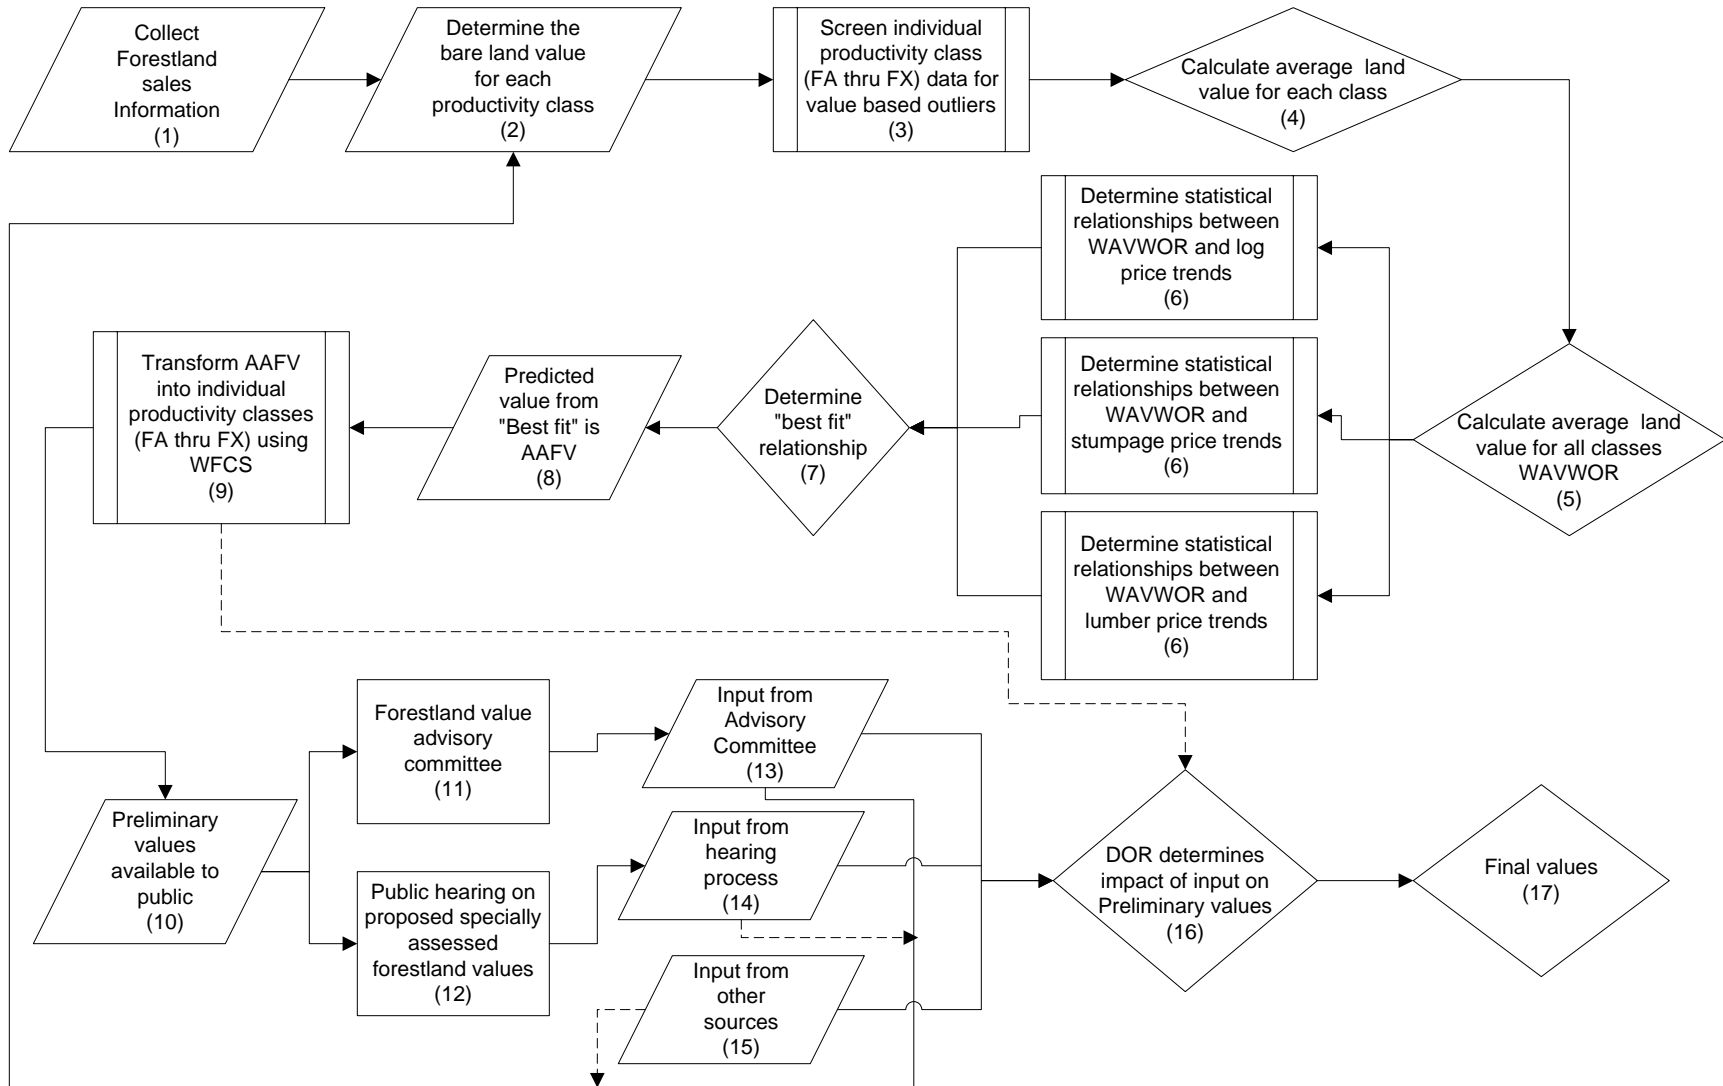 Collect
Forestland
sales
Information
(1)
Determine the
bare land value
for each
productivity class
(2)
Screen individual
productivity class
(FA thru FX) data for
value based outliers
(3)
Calculate average  land
value for each class
(4)
Calculate average  land
value for all classes
WAVWOR
(5)
Determine statistical
relationships between
WAVWOR and log
price trends
(6)
Determine statistical
relationships between
WAVWOR and
stumpage price trends
(6)
Determine statistical
relationships between
WAVWOR and
lumber price trends
(6)
Determine
"best fit"
relationship
(7)
Predicted
value from
"Best fit" is
AAFV
(8)
Transform AAFV
into individual
productivity classes
(FA thru FX) using
WFCS
(9)
Preliminary
values
available to
public
(10)
Forestland value
advisory
committee
(11)
Public hearing on
proposed specially
assessed
forestland values
(12)
Input from
Advisory
Committee
(13)
Input from
hearing
process
(14)
Input from
other
sources
(15)
DOR determines
impact of input on
Preliminary values
(16)
Final values
(17)